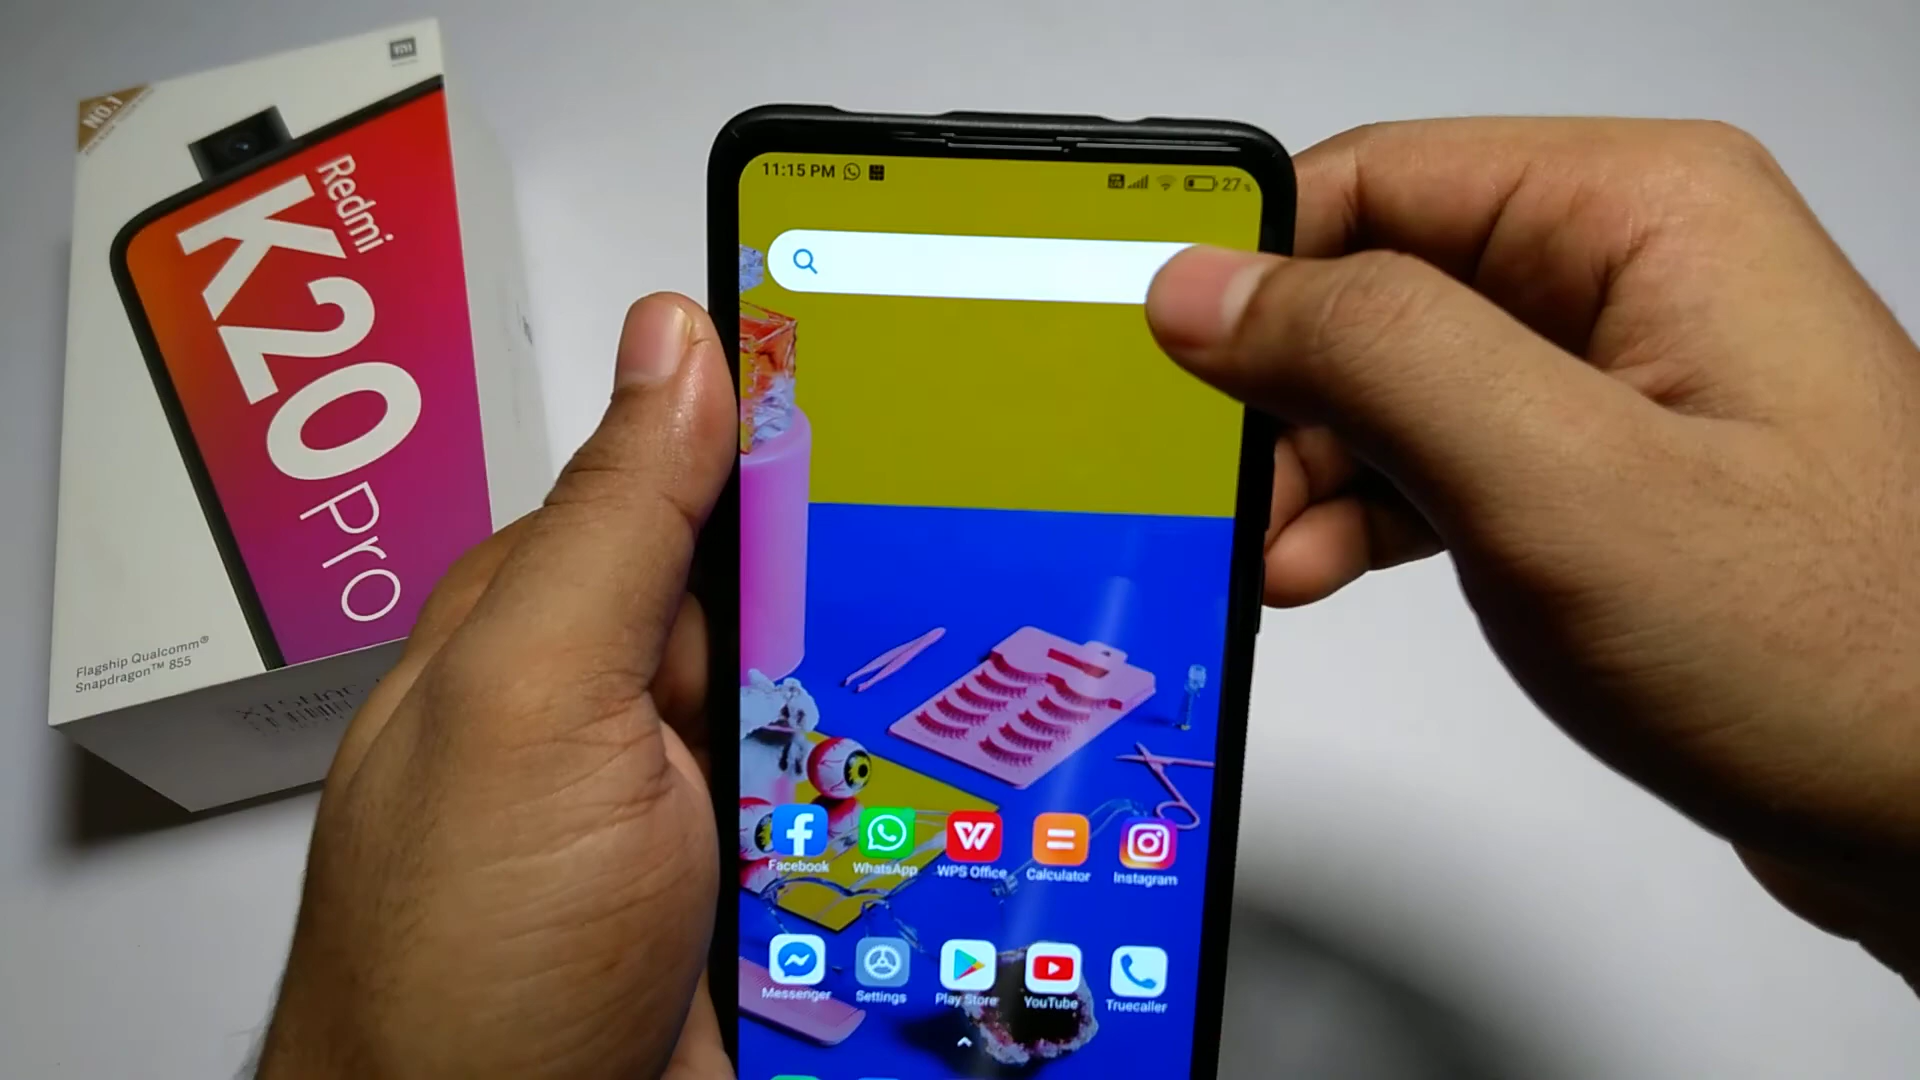 NO.1
Redmi
K20 PRO
Flagship Qualcomm®
Snapdragon™ 855
11:15 PM
27%
Facebook
WhatsApp
WPS Office
Calculator
Instagram
Messenger
Settings
Play Store
YouTube
Truecaller